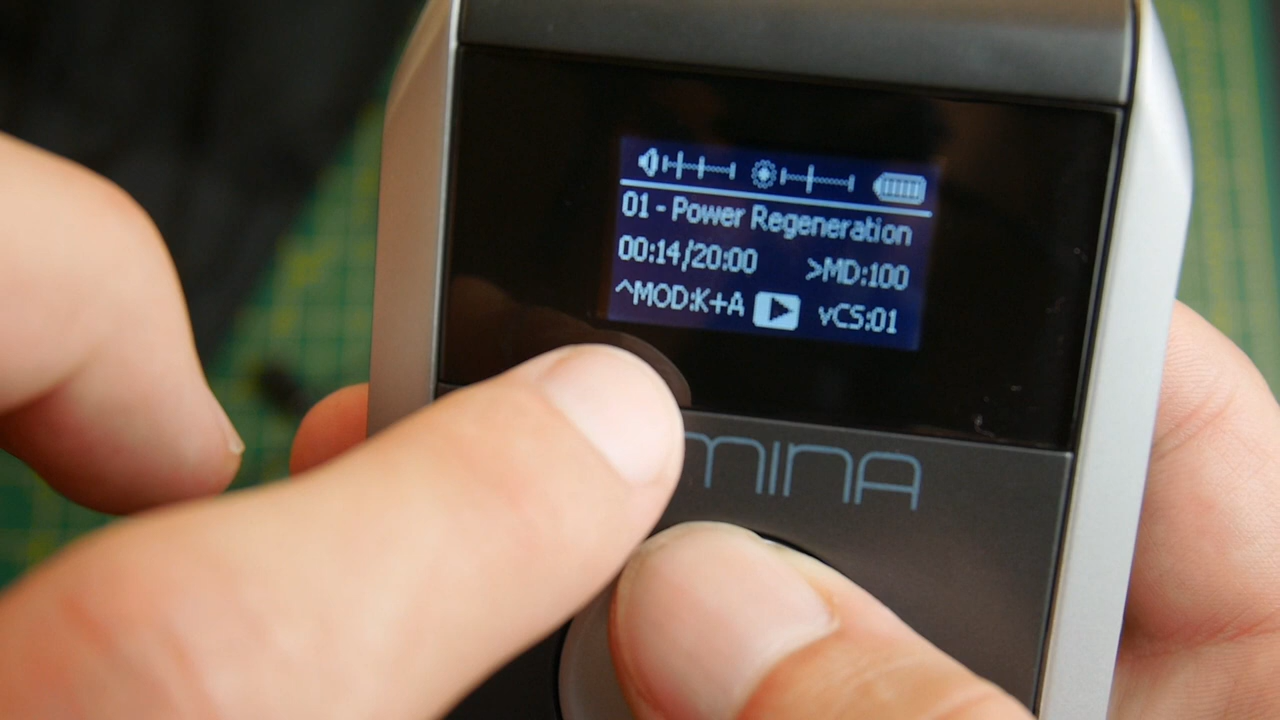 01 - Power Regeneration
00:14/20:00 >MD:100
^MOD:K+A vCS:01
mina